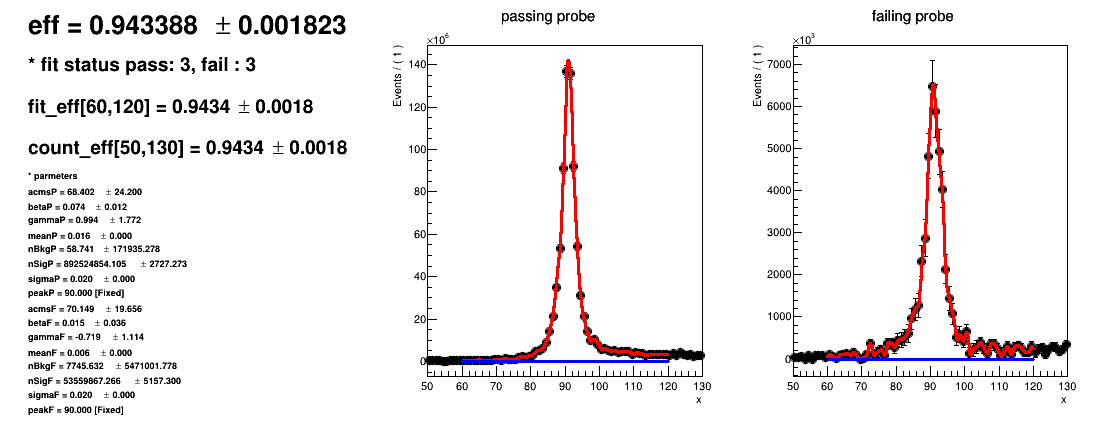 eff = 0.943388 ± 0.001823
* fit status pass: 3, fail : 3
fit_eff[60,120] = 0.9434 ± 0.0018
count_eff[50,130] = 0.9434 ± 0.0018
* parmeters
acmsP = 68.402 ± 24.200
betaP = 0.074 ± 0.012
gammaP = 0.994 ± 1.772
meanP = 0.016 ± 0.000
nBkgP = 58.741 ± 171935.278
nSigP = 892524854.105 ± 2727.273
sigmaP = 0.020 ± 0.000
peakP = 90.000 [Fixed]
acmsF = 70.149 ± 19.656
betaF = 0.015 ± 0.036
gammaF = -0.719 ± 1.114
meanF = 0.006 ± 0.000
nBkgF = 7745.632 ± 5471001.778
nSigF = 53559867.266 ± 5157.300
sigmaF = 0.020 ± 0.000
peakF = 90.000 [Fixed]
passing probe
×10⁶
Events / ( 1 )
140
120
100
80
60
40
20
0
50 60 70 80 90 100 110 120 130
x
failing probe
×10³
Events / ( 1 )
7000
6000
5000
4000
3000
2000
1000
0
50 60 70 80 90 100 110 120 130
x